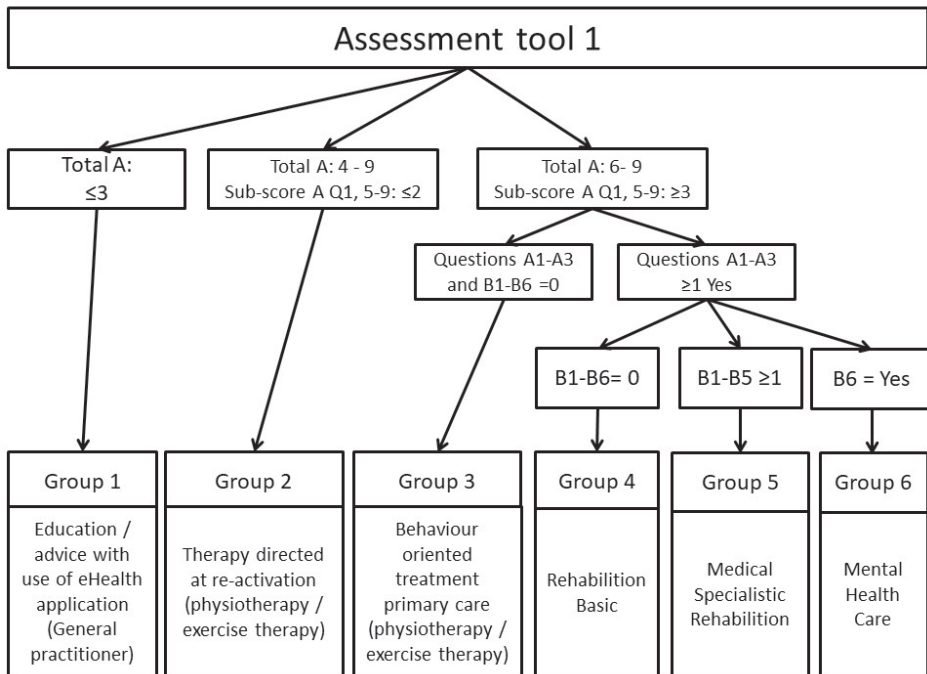 Assessment tool 1
Total A:
≤3
Total A: 4 - 9
Sub-score A Q1, 5-9: ≤2
Total A: 6- 9
Sub-score A Q1, 5-9: ≥3
Questions A1-A3
and B1-B6 =0
Questions A1-A3
≥1 Yes
B1-B6= 0
B1-B5 ≥1
B6 = Yes
Group 1
Group 2
Group 3
Group 4
Group 5
Group 6
Education /
advice with
use of eHealth
application
(General
practitioner)
Therapy directed
at re-activation
(physiotherapy /
exercise therapy)
Behaviour
oriented
treatment
primary care
(physiotherapy /
exercise therapy)
Rehabilition
Basic
Medical
Specialistic
Rehabilition
Mental
Health
Care